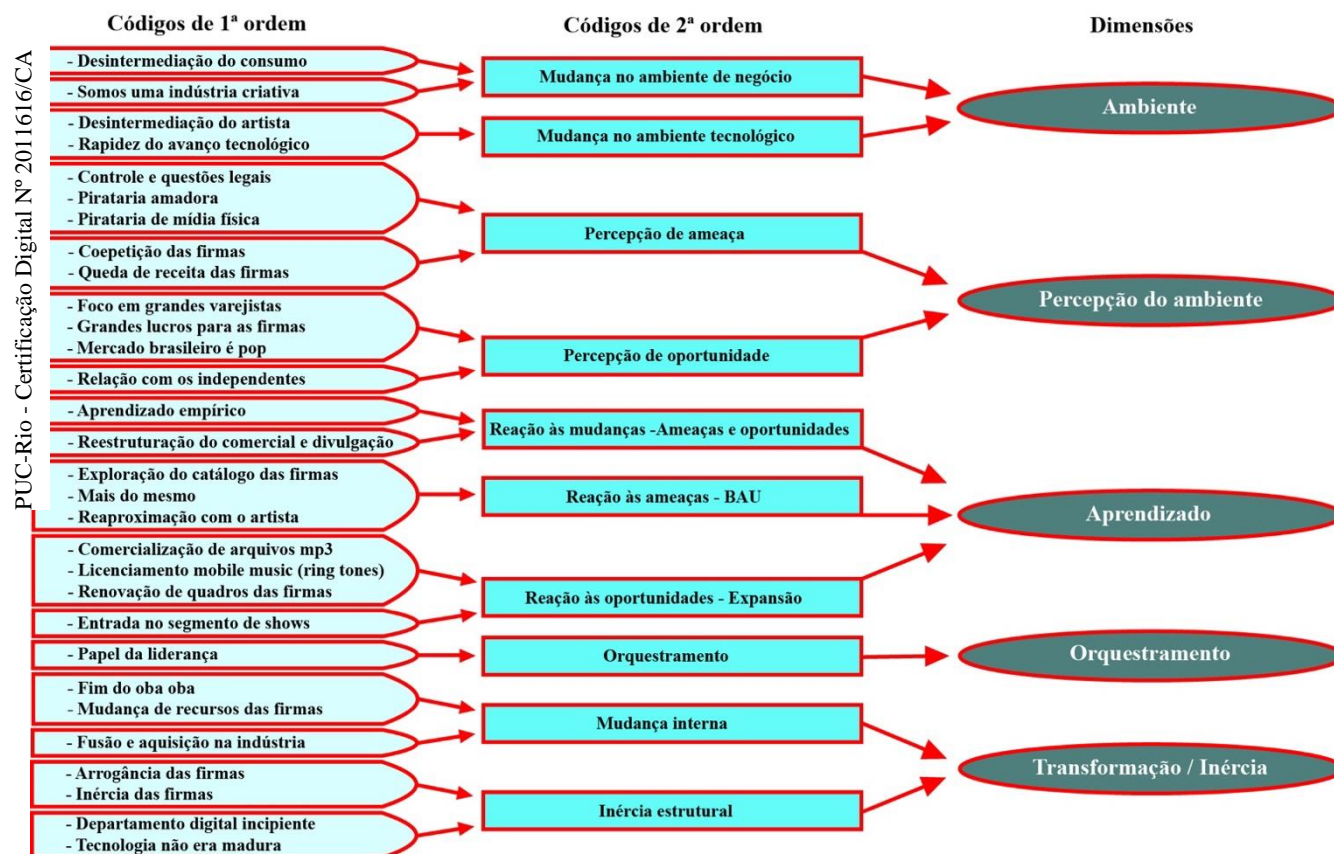 Códigos de 1ª ordem
Códigos de 2ª ordem
Dimensões
PUC-Rio - Certificação Digital Nº 2011616/CA
- Desintermediação do consumo
- Somos uma indústria criativa
- Desintermediação do artista
- Rapidez do avanço tecnológico
- Controle e questões legais
- Pirataria amadora
- Pirataria de mídia física
- Coepetição das firmas
- Queda de receita das firmas
- Foco em grandes varejistas
- Grandes lucros para as firmas
- Mercado brasileiro é pop
- Relação com os independentes
- Aprendizado empírico
- Reestruturação do comercial e divulgação
- Exploração do catálogo das firmas
- Mais do mesmo
- Reaproximação com o artista
- Comercialização de arquivos mp3
- Licenciamento mobile music (ring tones)
- Renovação de quadros das firmas
- Entrada no segmento de shows
- Papel da liderança
- Fim do oba oba
- Mudança de recursos das firmas
- Fusão e aquisição na indústria
- Arrogância das firmas
- Inércia das firmas
- Departamento digital incipiente
- Tecnologia não era madura
Mudança no ambiente de negócio
Mudança no ambiente tecnológico
Percepção de ameaça
Percepção de oportunidade
Reação às mudanças -Ameaças e oportunidades
Reação às ameaças - BAU
Reação às oportunidades - Expansão
Orquestramento
Mudança interna
Inércia estrutural
Ambiente
Percepção do ambiente
Aprendizado
Orquestramento
Transformação / Inércia